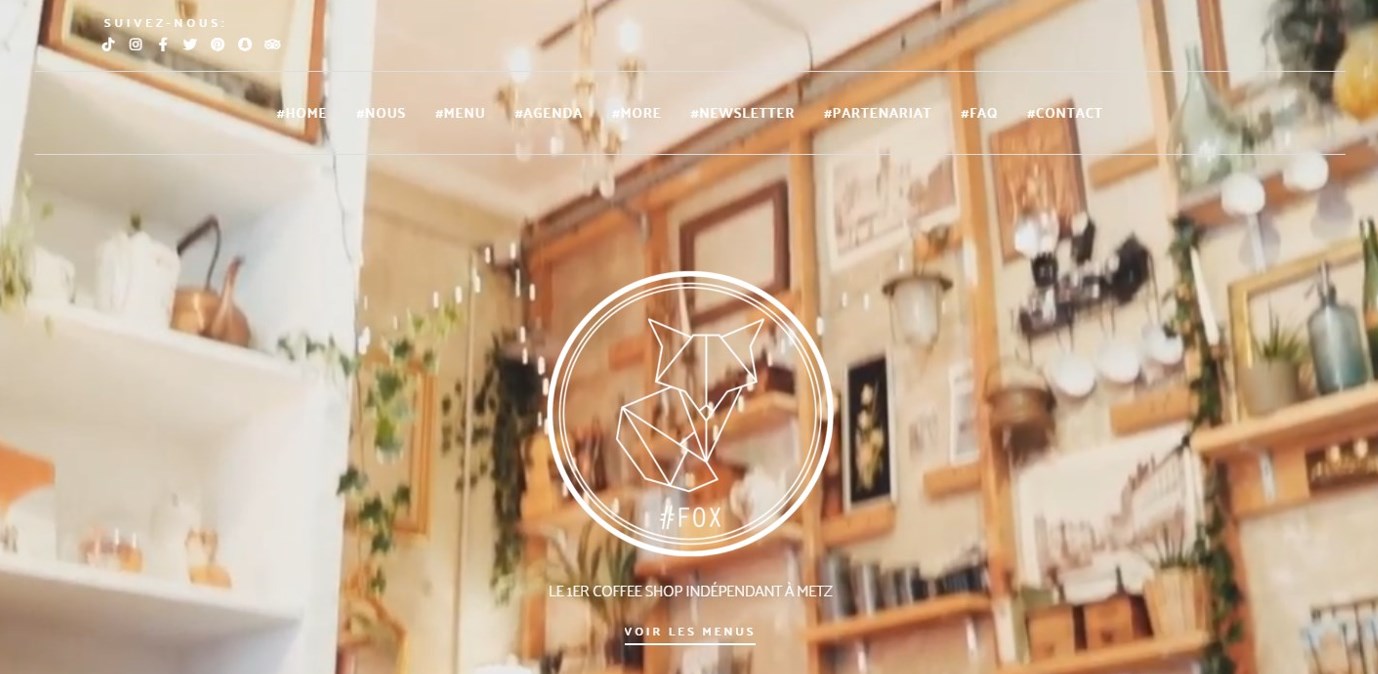 SUIVEZ-NOUS:
#HOME #NOUS #MENU #AGENDA #MORE #NEWSLETTER #PARTENARIAT #FAQ #CONTACT
#FOX
LE 1ER COFFEE SHOP INDÉPENDANT À METZ
VOIR LES MENUS